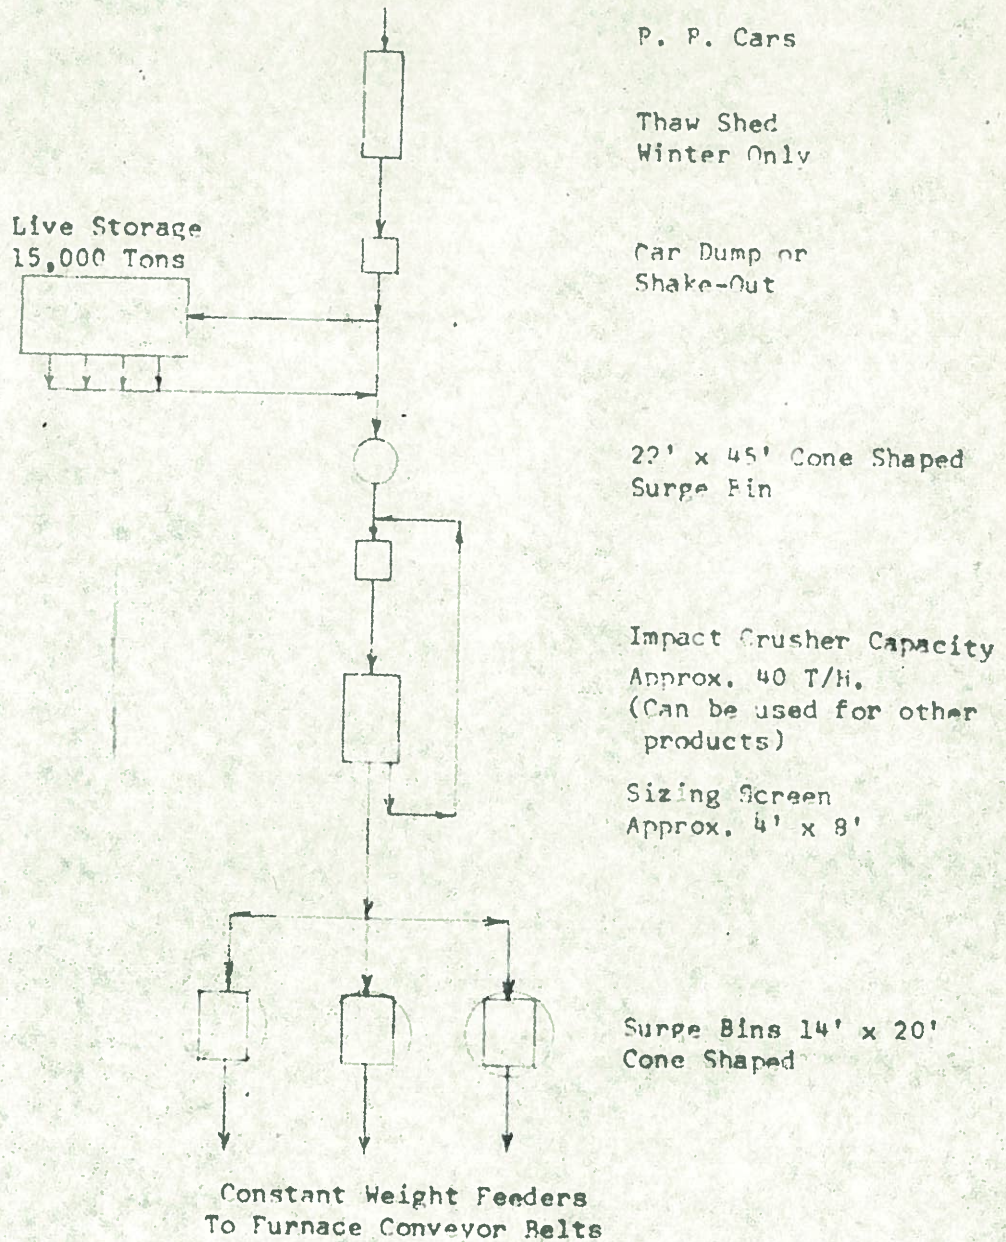 R. R. Cars
Thaw Shed
Winter Only
Live Storage
15,000 Tons
Car Dump or
Shake-Out
22' x 45' Cone Shaped
Surge Bin
Impact Crusher Capacity
Approx. 40 T/H.
(Can be used for other
products)
Sizing Screen
Approx. 4' x 8'
Surge Bins 14' x 20'
Cone Shaped
Constant Weight Feeders
To Furnace Conveyor Belts